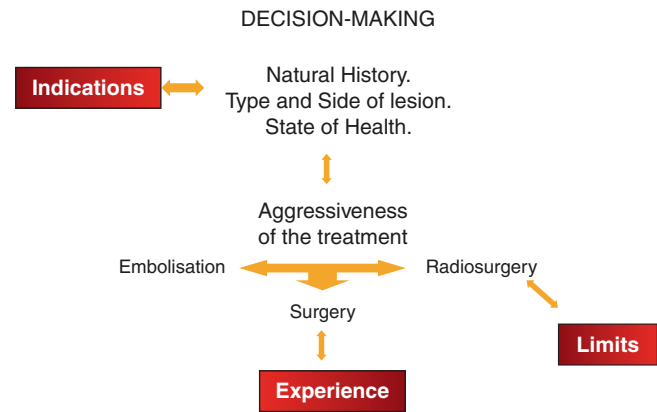 DECISION-MAKING
Indications
Natural History.
Type and Side of lesion.
State of Health.
Aggressiveness
of the treatment
Embolisation
Radiosurgery
Surgery
Limits
Experience